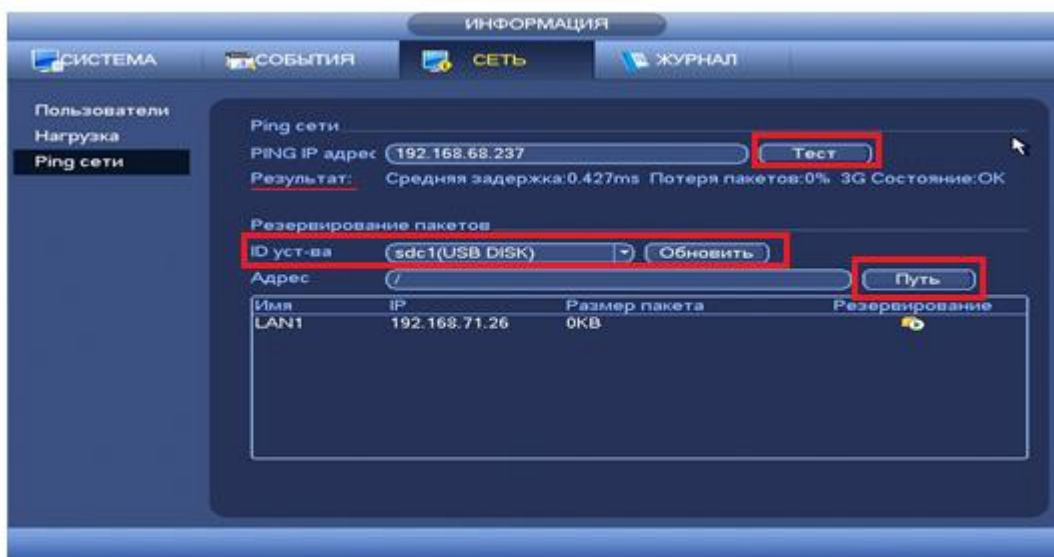 ИНФОРМАЦИЯ
СИСТЕМА СОБЫТИЯ СЕТЬ ЖУРНАЛ
Пользователи
Нагрузка
Ping сети
Ping сети
PING IP адрес 192.168.68.237 Тест
Результат: Средняя задержка:0.427ms Потеря пакетов:0% 3G Состояние:OK
Резервирование пакетов
ID уст-ва sdc1(USB DISK) Обновить
Адрес / Путь
Имя IP Размер пакета Резервирование
LAN1 192.168.71.26 0KB